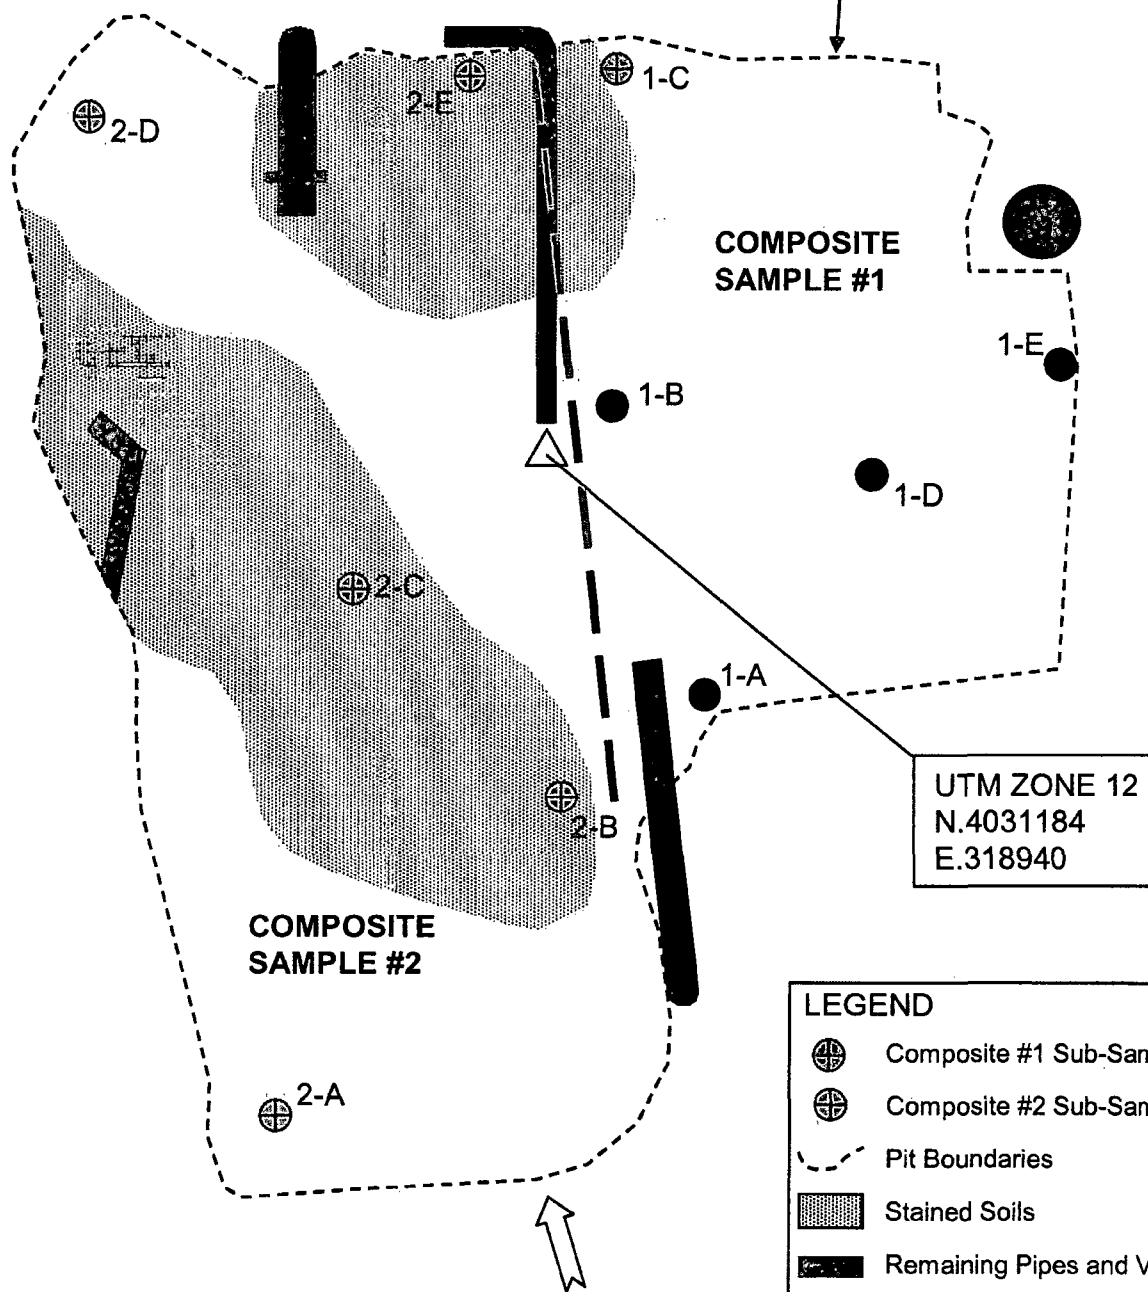 2-E
1-C
2-D
COMPOSITE
SAMPLE #1
1-E
1-B
1-D
2-C
1-A
UTM ZONE 12
N.4031184
E.318940
2-B
COMPOSITE
SAMPLE #2
LEGEND
Composite #1 Sub-Sam
Composite #2 Sub-Sam
2-A
Pit Boundaries
Stained Soils
Remaining Pipes and V